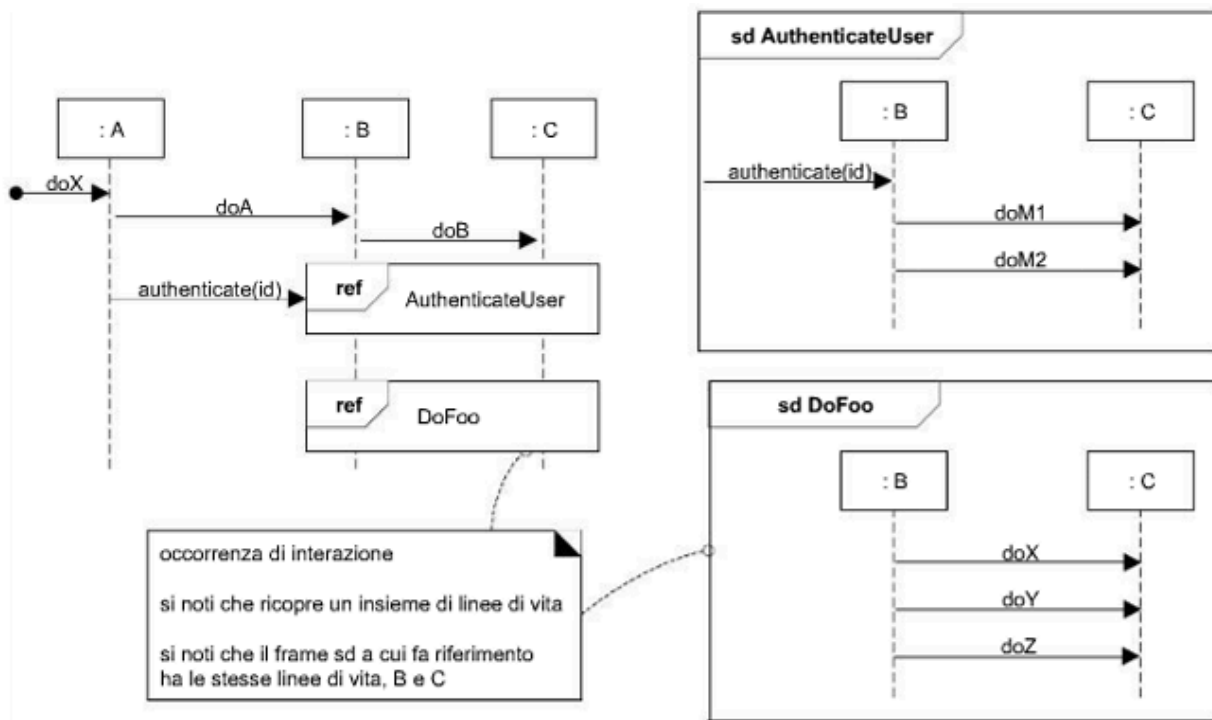 : A
: B
: C
doX
doA
doB
authenticate(id)
ref
AuthenticateUser
ref
DoFoo
occorrenza di interazione
si noti che ricopre un insieme di linee di vita
si noti che il frame sd a cui fa riferimento
ha le stesse linee di vita, B e C
sd AuthenticateUser
: B
: C
authenticate(id)
doM1
doM2
sd DoFoo
: B
: C
doX
doY
doZ